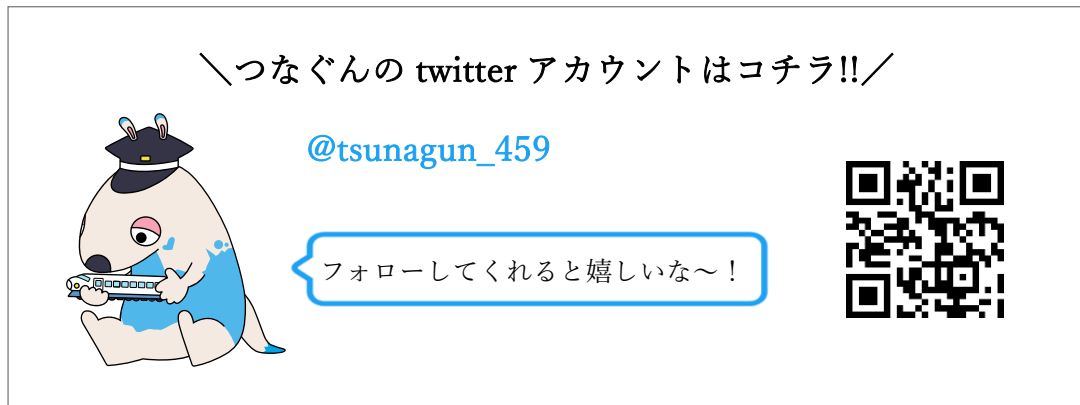 ＼つなぐんの twitter アカウントはコチラ!!／
@tsunagun_459
フォローしてくれると嬉しいな〜！